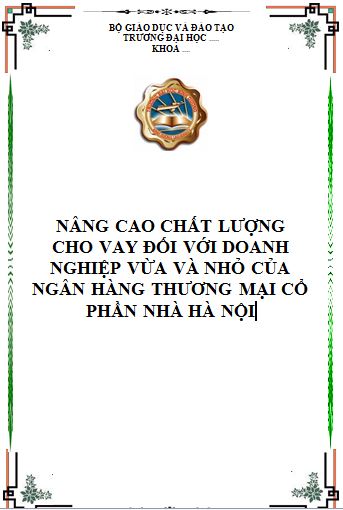 BỘ GIÁO DỤC VÀ ĐÀO TẠO
TRƯỜNG ĐẠI HỌC .....
KHOA ...
NÂNG CAO CHẤT LƯỢNG
CHO VAY ĐỐI VỚI DOANH
NGHIỆP VỪA VÀ NHỎ CỦA
NGÂN HÀNG THƯƠNG MẠI CỔ
PHẦN NHÀ HÀ NỘI